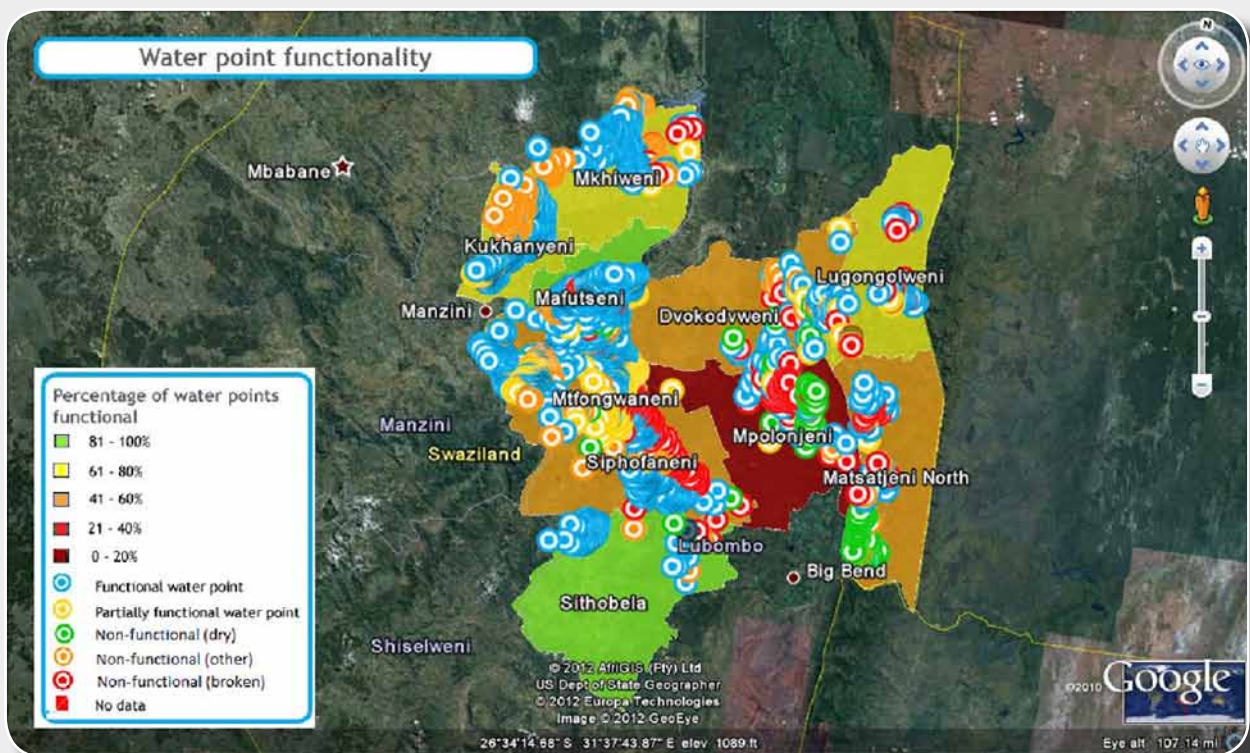 Water point functionality
N
Mbabane
Mkhiweni
Kukhanyeni
Lugongolweni
Mafutseni
Manzini
Dvokodvweni
Mtfongwaneni
Manzini
Mpolonjeni
Swaziland
Siphofaneni
Matsatjeni North
Lubombo
Big Bend
Sithobela
Shiselweni
Percentage of water points
functional
81 - 100%
61 - 80%
41 - 60%
21 - 40%
0 - 20%
Functional water point
Partially functional water point
Non-functional (dry)
Non-functional (other)
Non-functional (broken)
No data
© 2012 AfriGIS (Pty) Ltd
US Dept of State Geographer
© 2012 Europa Technologies
Image © 2012 GeoEye
©2010 Google
26°34'14.68" S 31°37'43.87" E elev 1089 ft
Eye alt 107.14 mi